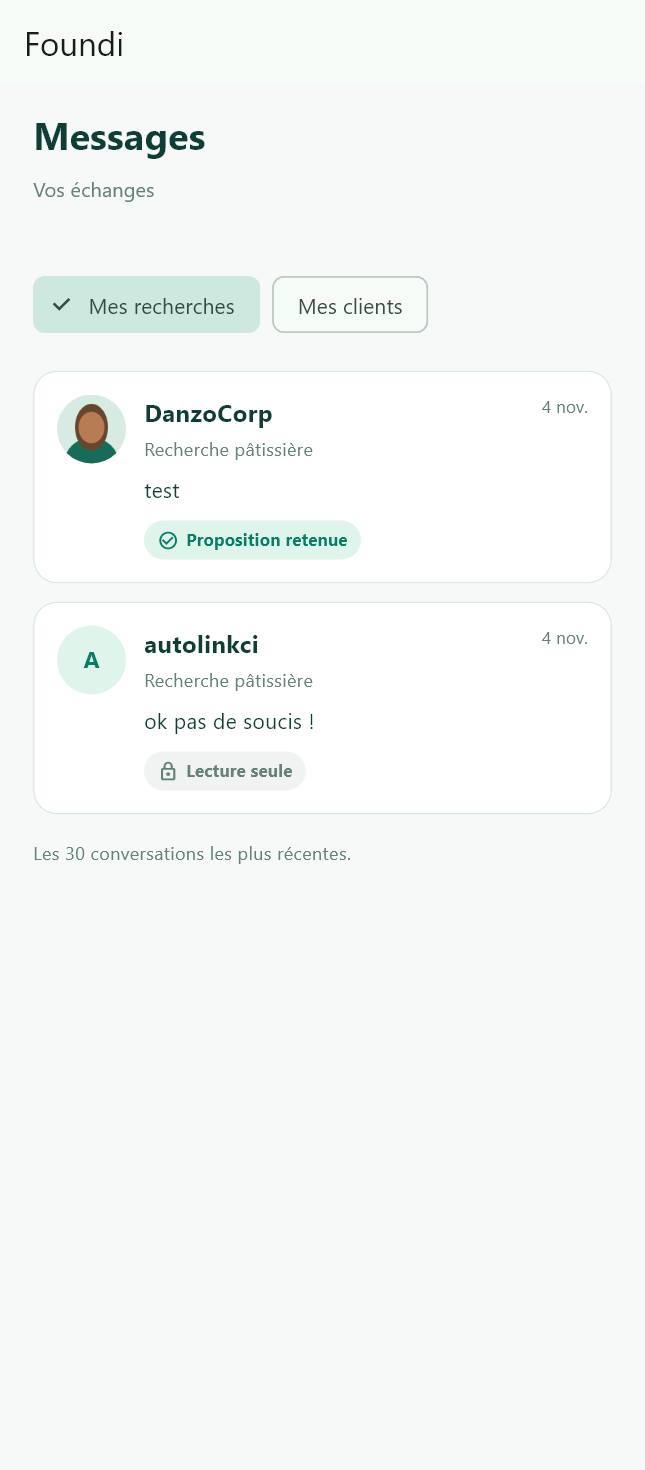 Foundi
Messages
Vos échanges
Mes recherches
Mes clients
DanzoCorp
4 nov.
Recherche pâtissière
test
Proposition retenue
A
autolinkci
4 nov.
Recherche pâtissière
ok pas de soucis !
Lecture seule
Les 30 conversations les plus récentes.